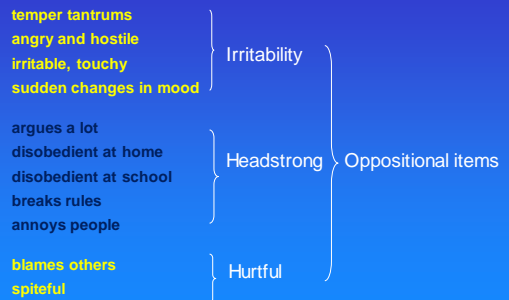 temper tantrums
angry and hostile
irritable, touchy
sudden changes in mood
Irritability
argues a lot
disobedient at home
disobedient at school
breaks rules
annoys people
Headstrong
Oppositional items
blames others
spiteful
Hurtful